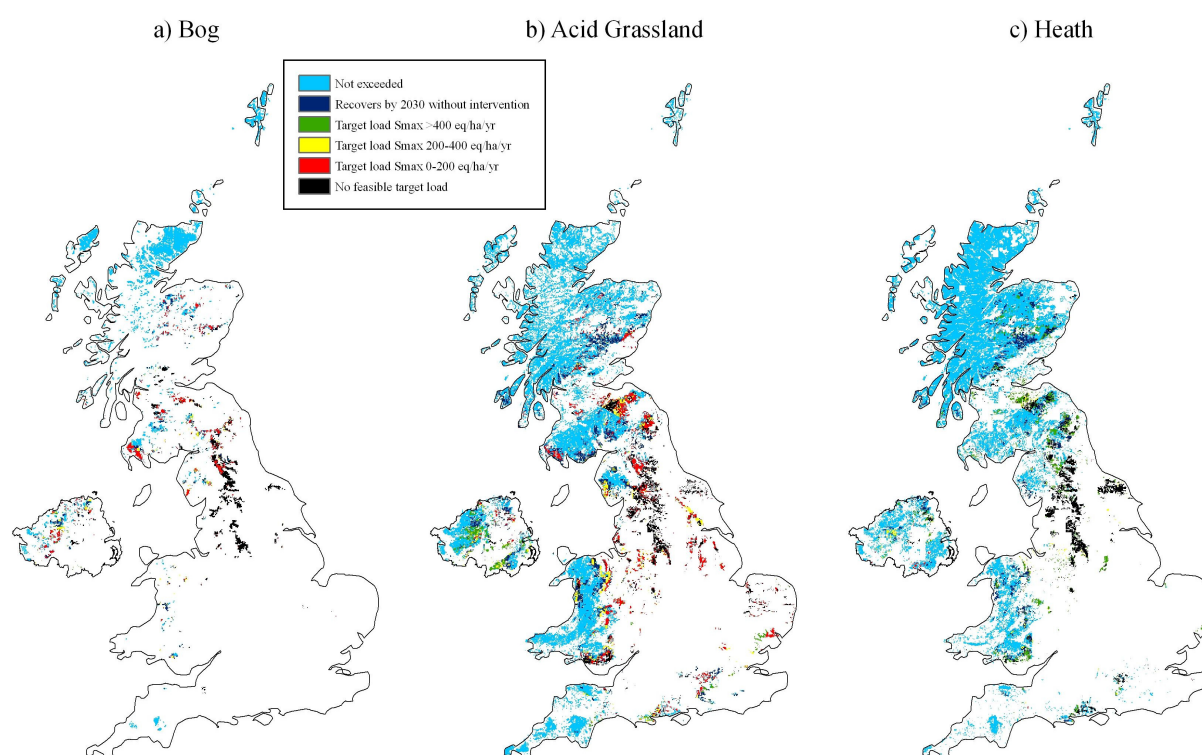 a) Bog
b) Acid Grassland
c) Heath
Not exceeded
Recovers by 2030 without intervention
Target load Smax >400 eq/ha/yr
Target load Smax 200-400 eq/ha/yr
Target load Smax 0-200 eq/ha/yr
No feasible target load